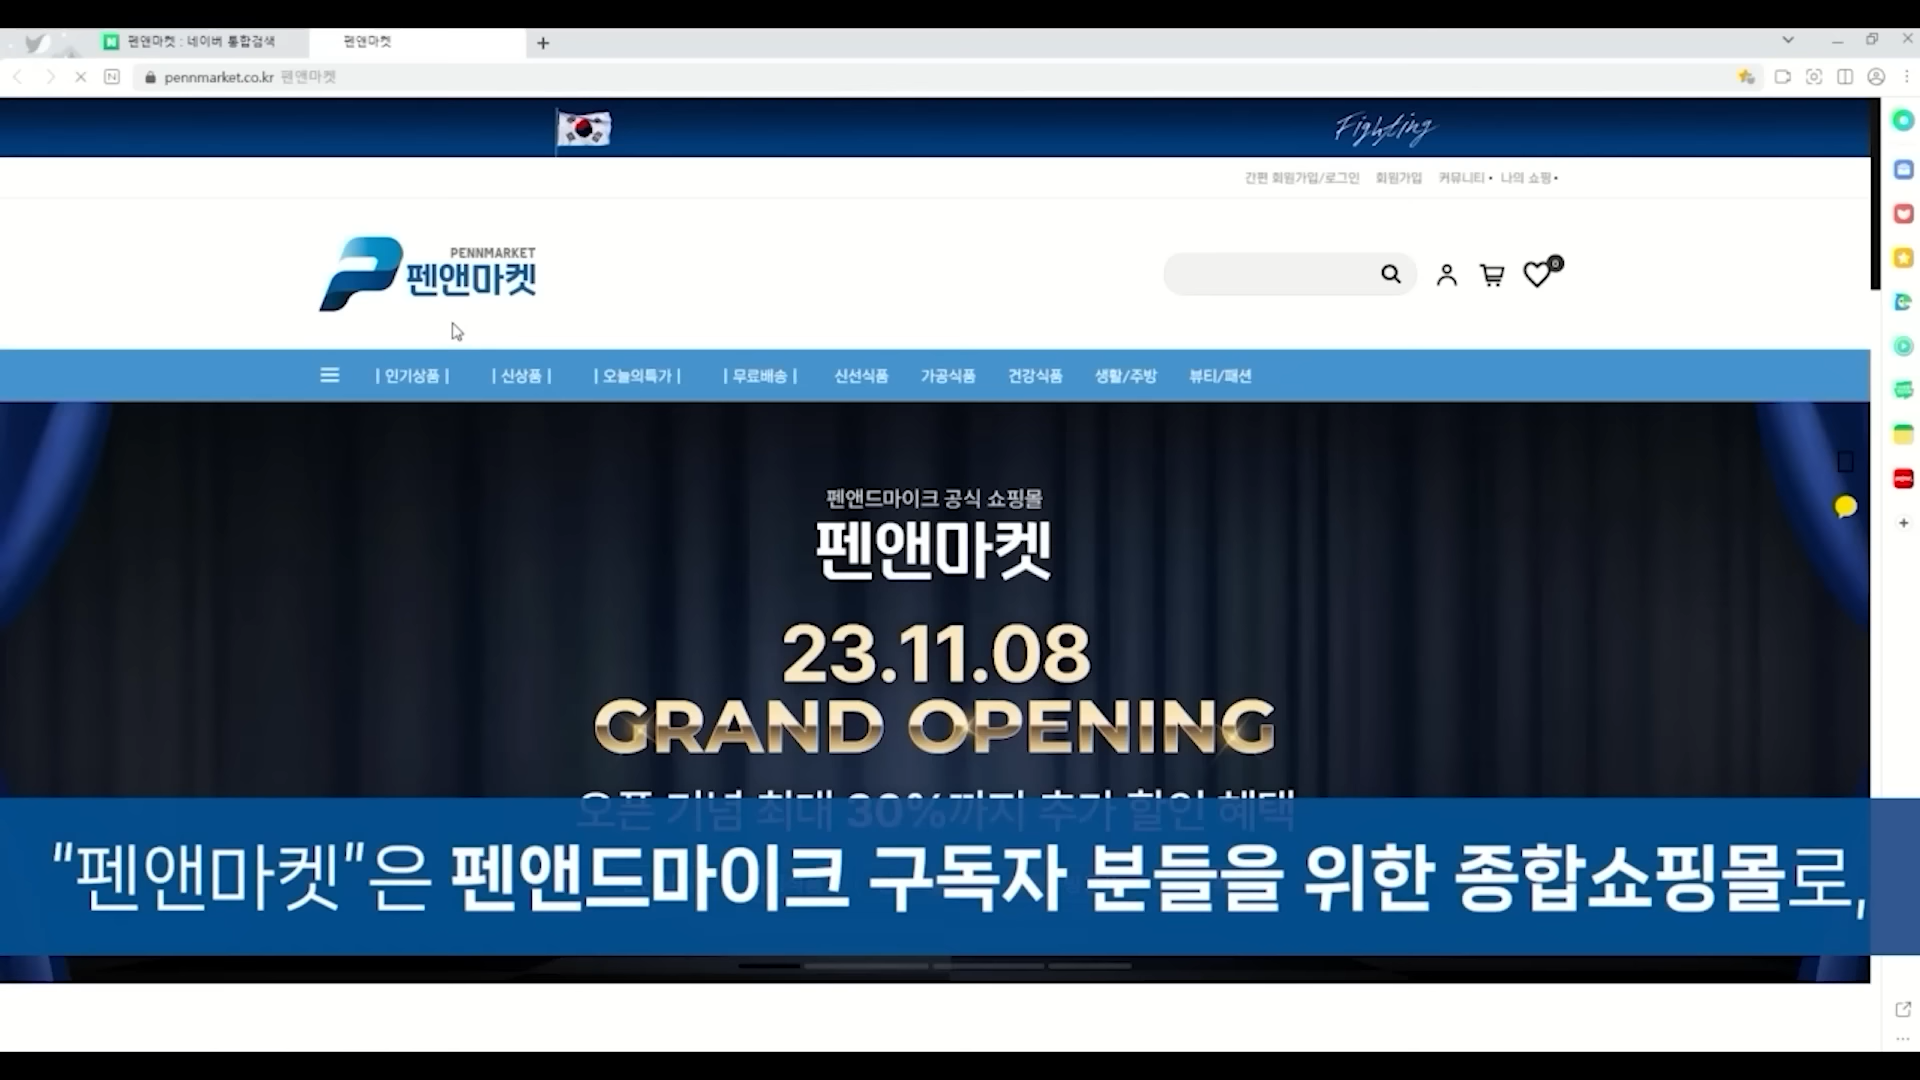 펜앤마켓 : 네이버 통합검색
펜앤마켓
pennmarket.co.kr 펜앤마켓
Fighting
간편 회원가입/로그인 회원가입 커뮤니티 나의 쇼핑
PENNMARKET
펜앤마켓
0
| 인기상품 | | 신상품 | | 오늘의특가 | | 무료배송 | 신선식품 가공식품 건강식품 생활/주방 뷰티/패션
펜앤드마이크 공식 쇼핑몰
펜앤마켓
23.11.08
GRAND OPENING
오픈 기념 최대 30%까지 추가 할인 혜택
"펜앤마켓"은 펜앤드마이크 구독자 분들을 위한 종합쇼핑몰로,